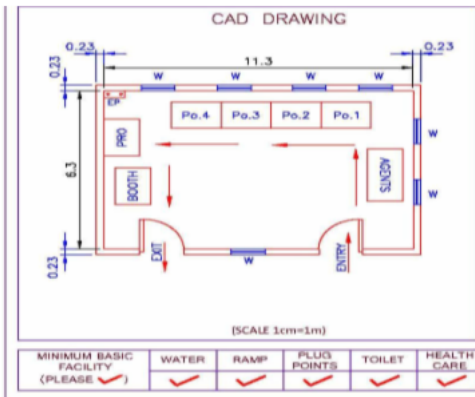 CAD DRAWING
0.23
0.23
11.3
0.23
W
W
W
W
EP
Po.4
Po.3
Po.2
Po.1
PRO
W
6.3
AGENTS
BOOTH
W
EXIT
ENTRY
W
0.23
(SCALE 1cm=1m)
MINIMUM BASIC FACILITY (PLEASE ✓)
WATER
RAMP
PLUG POINTS
TOILET
HEALTH CARE
✓
✓
✓
✓
✓